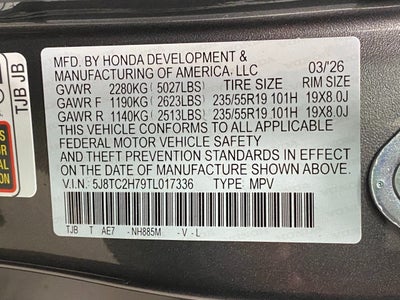 TJB JB
MFD. BY HONDA DEVELOPMENT &
MANUFACTURING OF AMERICA, LLC 03/'26
GVWR 2280KG (5027LBS) TIRE SIZE RIM SIZE
GAWR F 1190KG (2623LBS) 235/55R19 101H 19X8.0J
GAWR R 1140KG (2513LBS) 235/55R19 101H 19X8.0J
THIS VEHICLE CONFORMS TO ALL APPLICABLE
FEDERAL MOTOR VEHICLE SAFETY
AND THEFT PREVENTION STANDARDS IN EFFECT
ON THE DATE OF MANUFACTURE SHOWN ABOVE.
V.I.N.: 5J8TC2H79TL017336 TYPE: MPV
TJB T AE7 -NH885M -V-L